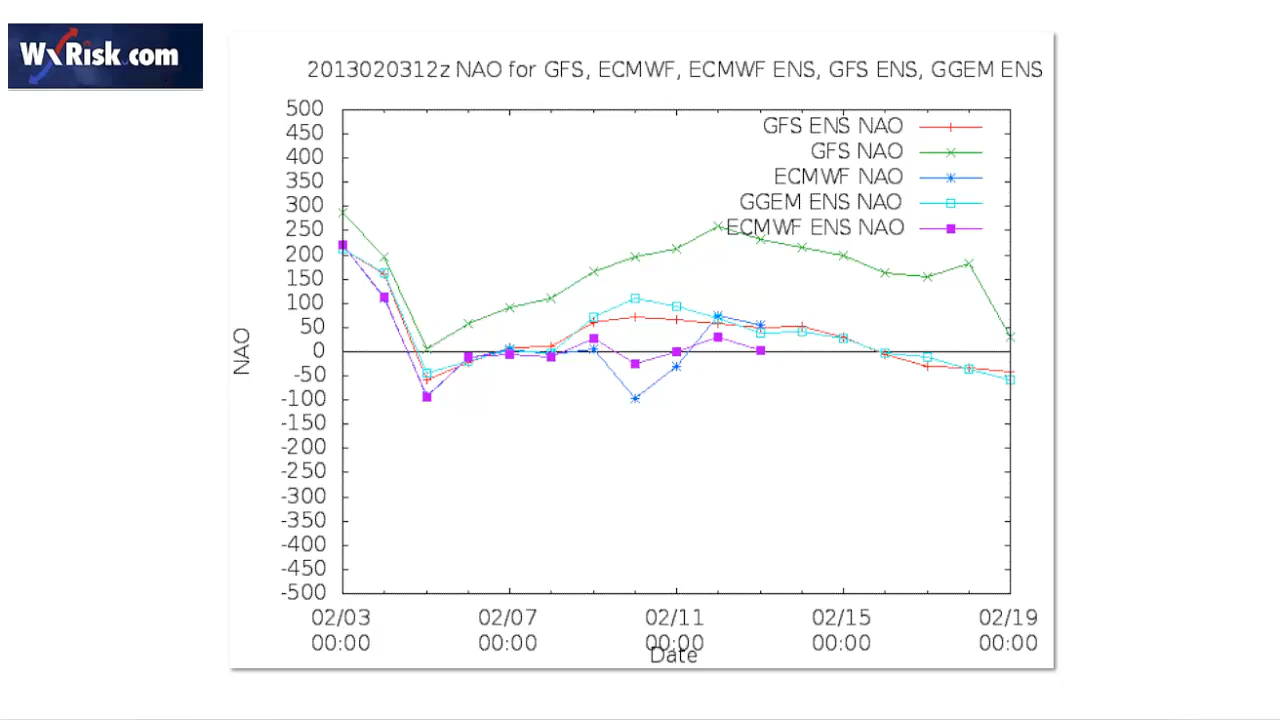 WxRisk.com
2013020312z NAO for GFS, ECMWF, ECMWF ENS, GFS ENS, GGEM ENS
500
450
400
350
300
250
200
150
100
50
0
-50
-100
-150
-200
-250
-300
-350
-400
-450
-500
NAO
GFS ENS NAO
GFS NAO
ECMWF NAO
GGEM ENS NAO
ECMWF ENS NAO
02/03 02/07 02/11 02/15 02/19
00:00 00:00 00:00 00:00 00:00
Date